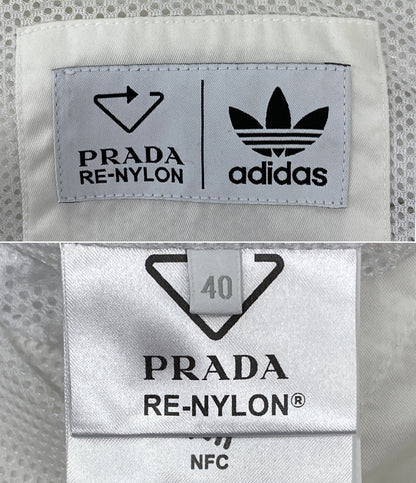 PRADA
RE-NYLON
adidas
40
PRADA
RE-NYLON®
NFC